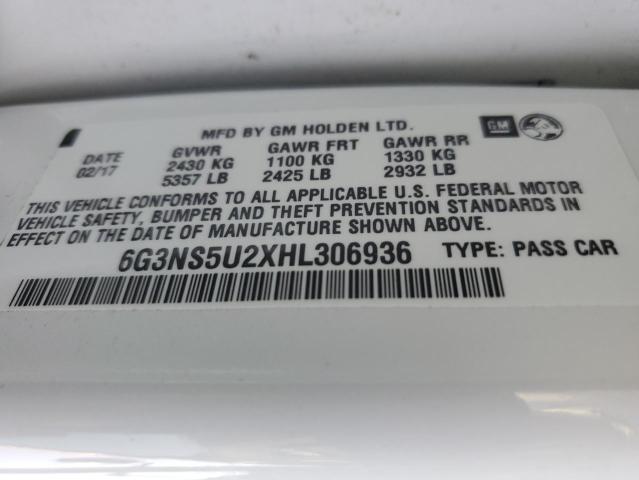 MFD BY GM HOLDEN LTD.
GM
DATE GVWR GAWR FRT GAWR RR
02/17 2430 KG 1100 KG 1330 KG
5357 LB 2425 LB 2932 LB
THIS VEHICLE CONFORMS TO ALL APPLICABLE U.S. FEDERAL MOTOR
VEHICLE SAFETY, BUMPER AND THEFT PREVENTION STANDARDS IN
EFFECT ON THE DATE OF MANUFACTURE SHOWN ABOVE.
6G3NS5U2XHL306936 TYPE: PASS CAR